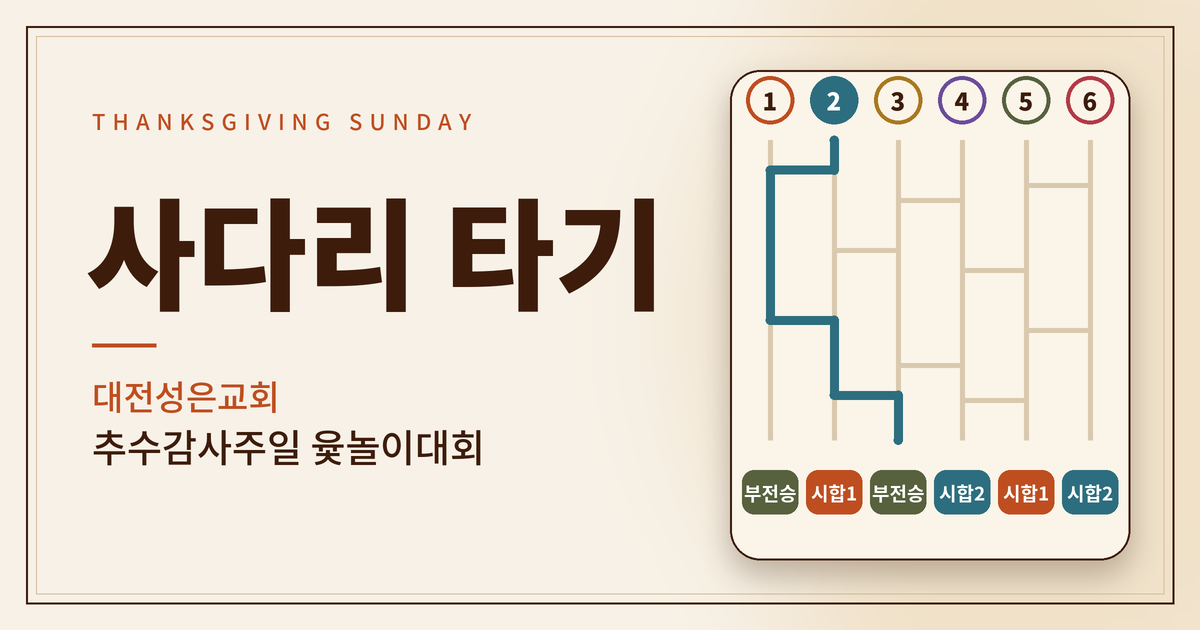 THANKSGIVING SUNDAY
사다리 타기
대전성은교회
추수감사주일 윷놀이대회
1 2 3 4 5 6
부전승 시합1 부전승 시합2 시합1 시합2